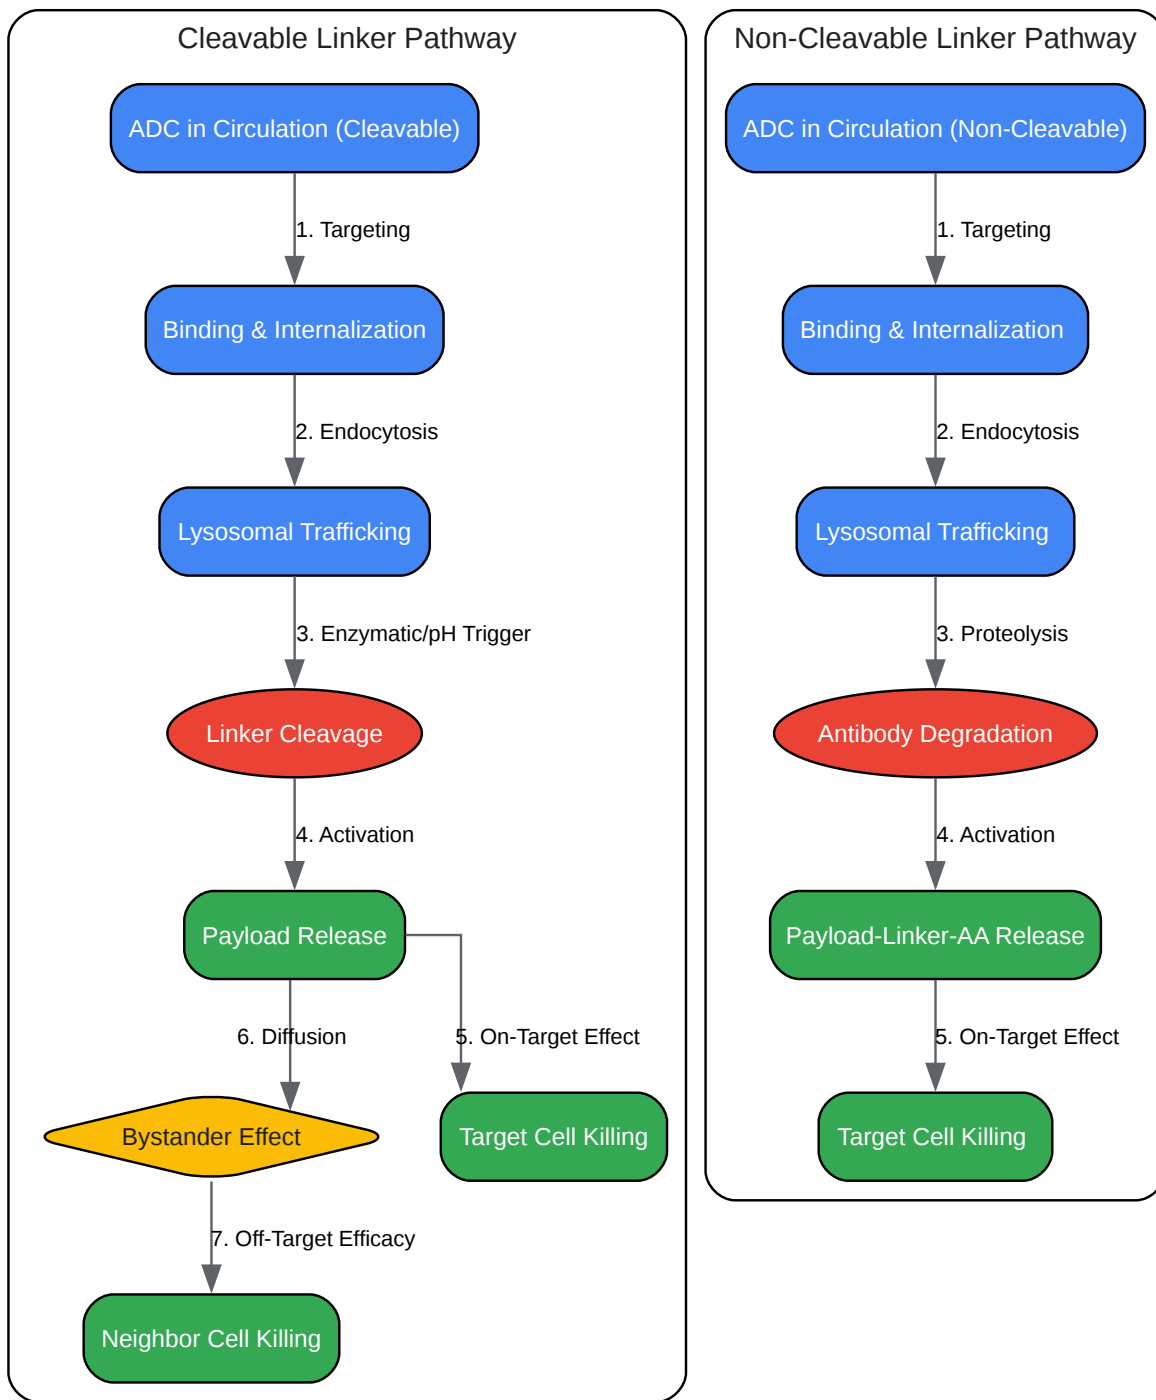 Cleavable Linker Pathway
ADC in Circulation (Cleavable)
1. Targeting
Binding & Internalization
2. Endocytosis
Lysosomal Trafficking
3. Enzymatic/pH Trigger
Linker Cleavage
4. Activation
Payload Release
6. Diffusion
5. On-Target Effect
Bystander Effect
Target Cell Killing
7. Off-Target Efficacy
Neighbor Cell Killing
Non-Cleavable Linker Pathway
ADC in Circulation (Non-Cleavable)
1. Targeting
Binding & Internalization
2. Endocytosis
Lysosomal Trafficking
3. Proteolysis
Antibody Degradation
4. Activation
Payload-Linker-AA Release
5. On-Target Effect
Target Cell Killing